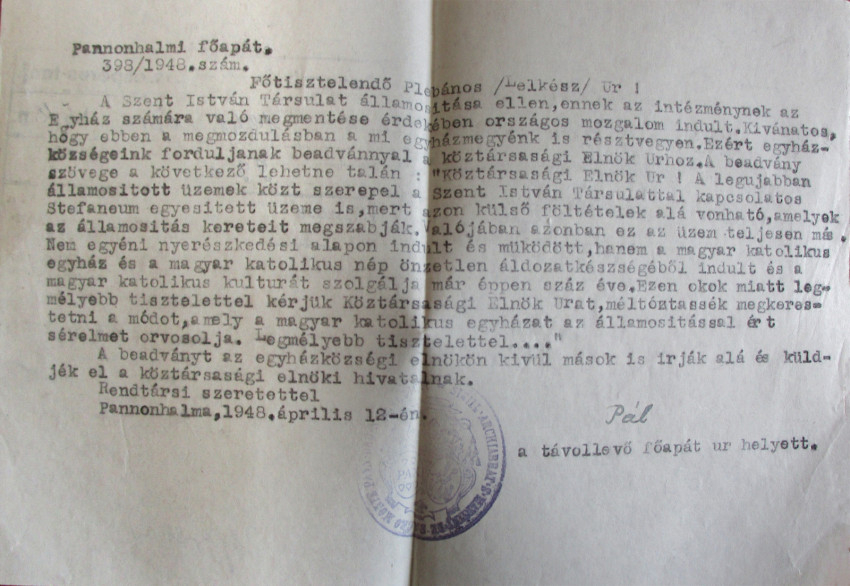 Pannonhalmi főapát.
398/1948.szám.
Főtisztelendő Plebános /Lelkész/ Ur !
A Szent István Társulat államositása ellen,ennek az intézménynek az
Egyház számára való megmentése érdekében országos mozgalom indult.Kivánatos,
hogy ebben a megmozdulásban a mi egyházmegyénk is résztvegyen.Ezért egyház-
községeink forduljanak beadvánnyal a köztársasági Elnök Urhoz.A beadvány
szövege a következő lehetne talán : "Köztársasági Elnök Ur ! A legujabban
államositott üzemek közt szerepel a Szent István Társulattal kapcsolatos
Stefaneum egyesitett üzeme is,mert azon külső föltételek alá vonható,amelyek
az államositás kereteit megszabják.Valójában azonban ez az üzem teljesen más.
Nem egyéni nyerészkedési alapon indult és müködött,hanem a magyar katolikus
egyház és a magyar katolikus nép önzetlen áldozatkészségéből indult és a
magyar katolikus kulturát szolgálja már éppen száz éve.Ezen okok miatt leg-
mélyebb tisztelettel kérjük Köztársasági Elnök Urat,méltóztassék megkeres-
tetni a módot,amely a magyar katolikus egyházat az államositással ért
sérelmet orvosolja. Legmélyebb tisztelettel...."
A beadványt az egyházközségi elnökön kivül mások is irják alá és küld-
jék el a köztársasági elnöki hivatalnak.
Rendtársi szeretettel
Pannonhalma,1948.április 12-én.
Pál
a távollevő főapát ur helyett.